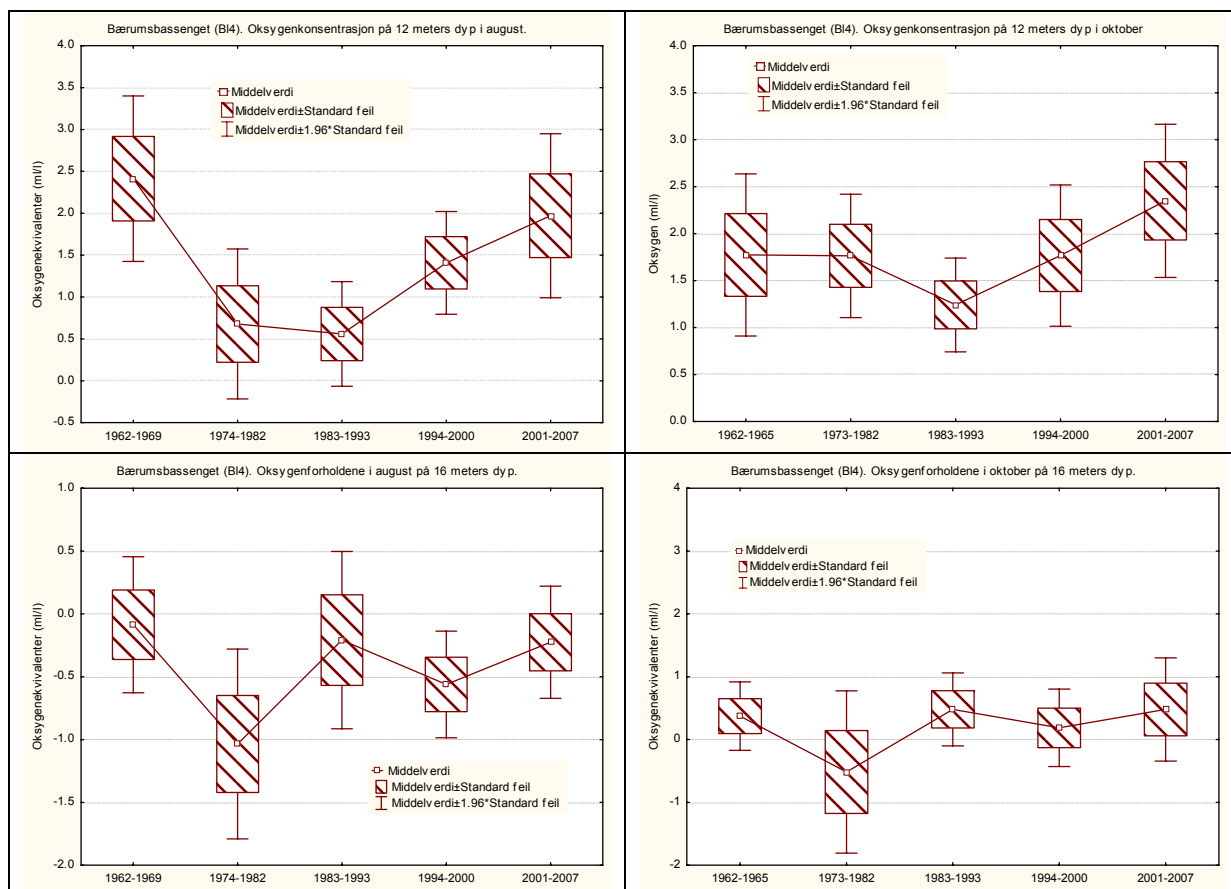 Bærumsbassenget (Bl4). Oksygenkonsentrasjon på 12 meters dyp i august.
4.0
3.5
3.0
2.5
2.0
1.5
1.0
0.5
0.0
-0.5
Oksygenekvivalenter (ml/l)
Middelverdi
Middelverdi±Standard feil
Middelverdi±1.96*Standard feil
1962-1969 1974-1982 1983-1993 1994-2000 2001-2007
Bærumsbassenget (Bl4). Oksygenkonsentrasjon på 12 meters dyp i oktober
4.0
3.5
3.0
2.5
2.0
1.5
1.0
0.5
0.0
Oksygen (ml/l)
Middelverdi
Middelverdi±Standard feil
Middelverdi±1.96*Standard feil
1962-1965 1973-1982 1983-1993 1994-2000 2001-2007
Bærumsbassenget (Bl4). Oksygenforholdene i august på 16 meters dyp.
1.0
0.5
0.0
-0.5
-1.0
-1.5
-2.0
Oksygenekvivalenter (ml/l)
Middelverdi
Middelverdi±Standard feil
Middelverdi±1.96*Standard feil
1962-1969 1974-1982 1983-1993 1994-2000 2001-2007
Bærumsbassenget (Bl4). Oksygenforholdene i oktober på 16 meters dyp.
4
3
2
1
0
-1
-2
Oksygenekvivalenter (ml/l)
Middelverdi
Middelverdi±Standard feil
Middelverdi±1.96*Standard feil
1962-1965 1973-1982 1983-1993 1994-2000 2001-2007